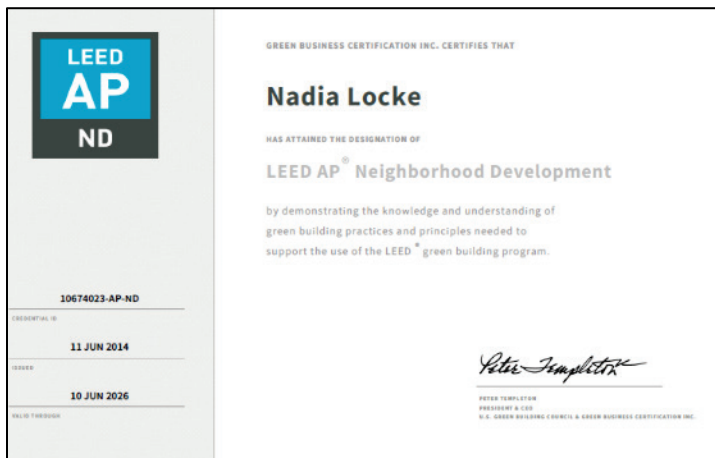 LEED
AP
ND
10674023-AP-ND
CREDENTIAL ID
11 JUN 2014
ISSUED
10 JUN 2026
VALID THROUGH
GREEN BUSINESS CERTIFICATION INC. CERTIFIES THAT
Nadia Locke
HAS ATTAINED THE DESIGNATION OF
LEED AP® Neighborhood Development
by demonstrating the knowledge and understanding of
green building practices and principles needed to
support the use of the LEED® green building program.
Peter Templeton
PETER TEMPLETON
PRESIDENT & CEO
U.S. GREEN BUILDING COUNCIL & GREEN BUSINESS CERTIFICATION INC.